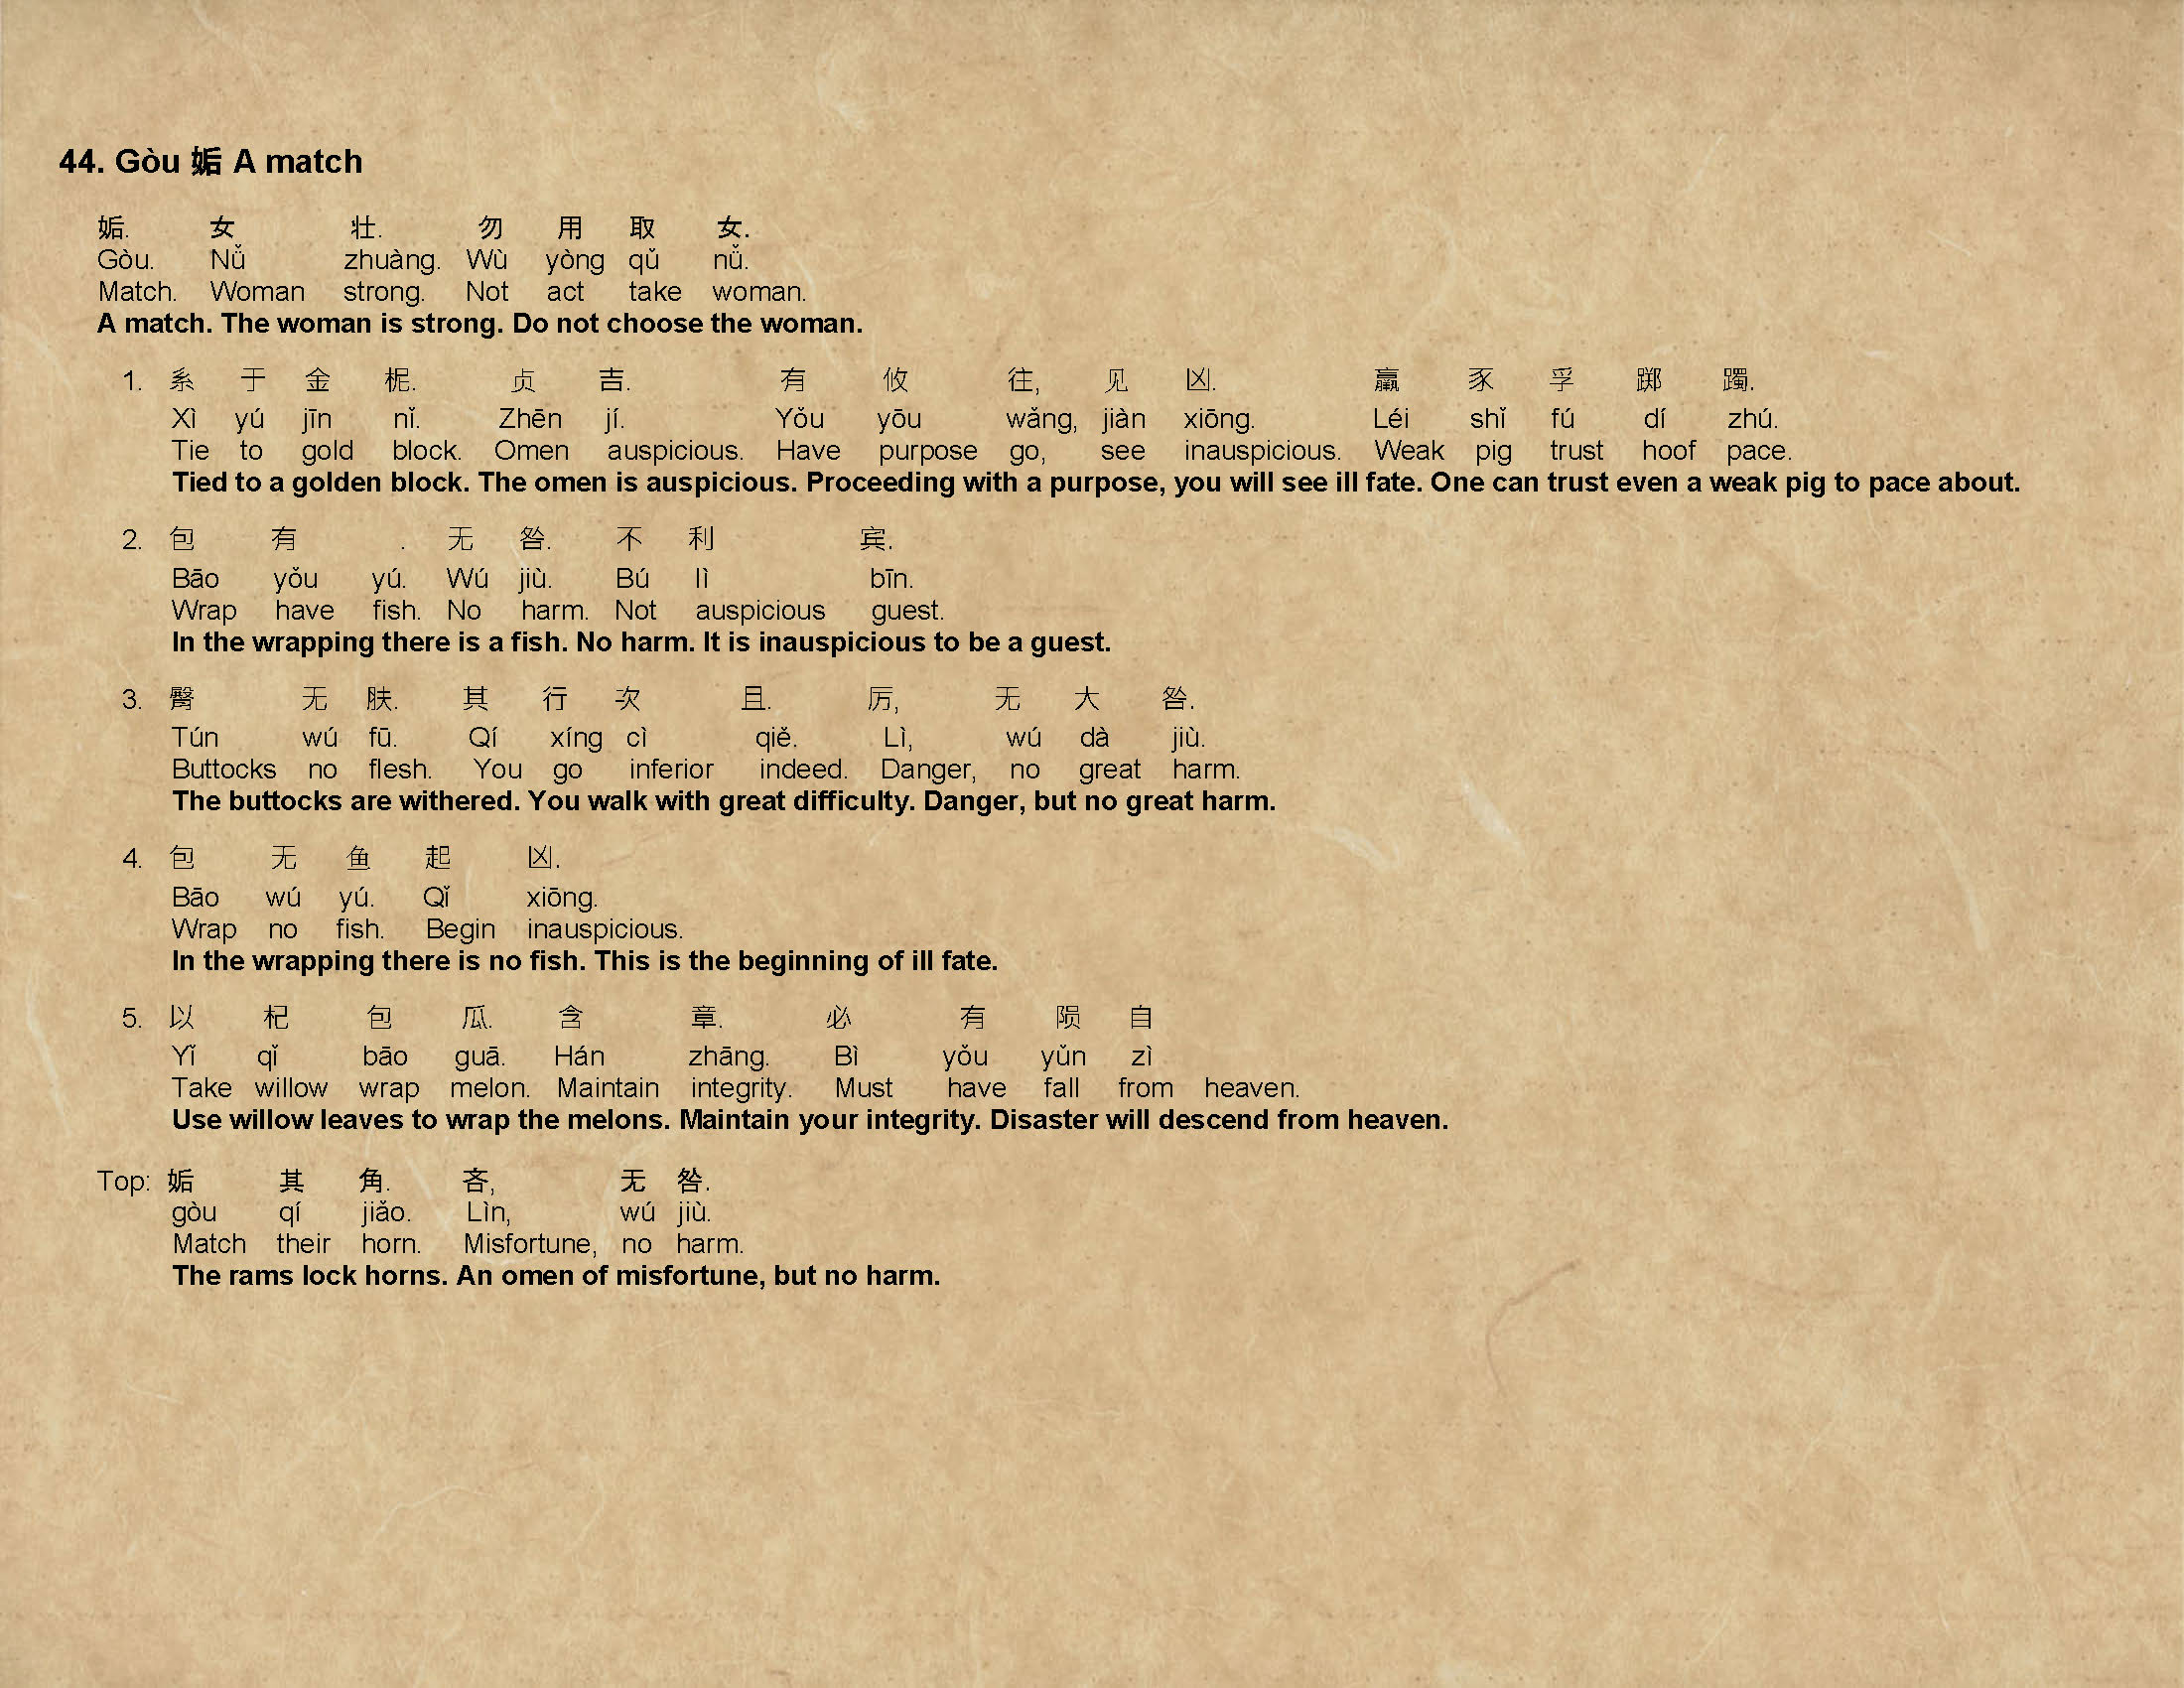 44. Gòu 姤 A match
姤. 女 壮. 勿 用 取 女.
Gòu. Nǚ zhuàng. Wù yòng qǔ nǚ.
Match. Woman strong. Not act take woman.
A match. The woman is strong. Do not choose the woman.
1. 系 于 金 柅. 贞 吉. 有 攸 往, 见 凶. 羸 豕 孚 踯 躅.
Xì yú jīn nǐ. Zhēn jí. Yǒu yōu wǎng, jiàn xiōng. Léi shǐ fú dí zhú.
Tie to gold block. Omen auspicious. Have purpose go, see inauspicious. Weak pig trust hoof pace.
Tied to a golden block. The omen is auspicious. Proceeding with a purpose, you will see ill fate. One can trust even a weak pig to pace about.
2. 包 有 . 无 咎. 不 利 宾.
Bāo yǒu yú. Wú jiù. Bú lì bīn.
Wrap have fish. No harm. Not auspicious guest.
In the wrapping there is a fish. No harm. It is inauspicious to be a guest.
3. 臀 无 肤. 其 行 次 且. 厉, 无 大 咎.
Tún wú fū. Qí xíng cì qiě. Lì, wú dà jiù.
Buttocks no flesh. You go inferior indeed. Danger, no great harm.
The buttocks are withered. You walk with great difficulty. Danger, but no great harm.
4. 包 无 鱼 起 凶.
Bāo wú yú. Qǐ xiōng.
Wrap no fish. Begin inauspicious.
In the wrapping there is no fish. This is the beginning of ill fate.
5. 以 杞 包 瓜. 含 章. 必 有 陨 自
Yǐ qǐ bāo guā. Hán zhāng. Bì yǒu yǔn zì
Take willow wrap melon. Maintain integrity. Must have fall from heaven.
Use willow leaves to wrap the melons. Maintain your integrity. Disaster will descend from heaven.
Top: 姤 其 角. 吝, 无 咎.
gòu qí jiǎo. Lìn, wú jiù.
Match their horn. Misfortune, no harm.
The rams lock horns. An omen of misfortune, but no harm.